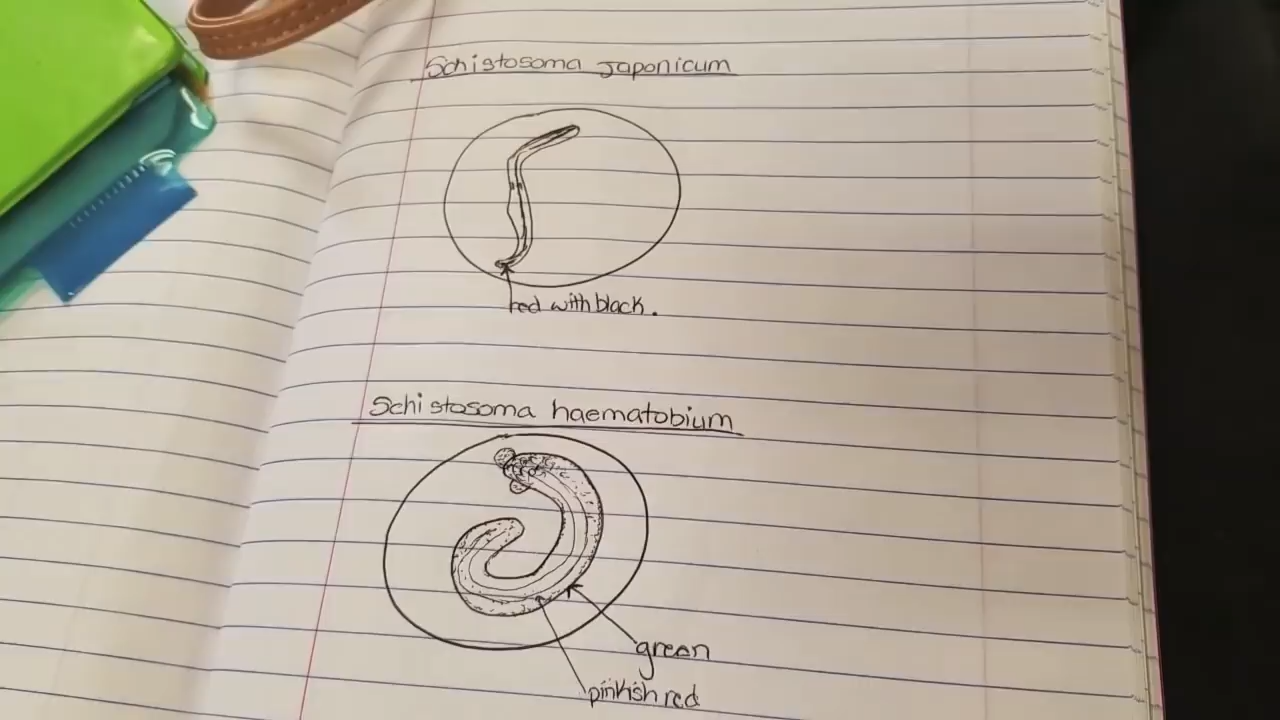 Schistosoma Japonicum
red with black.
Schistosoma haematobium
green
pinkish red